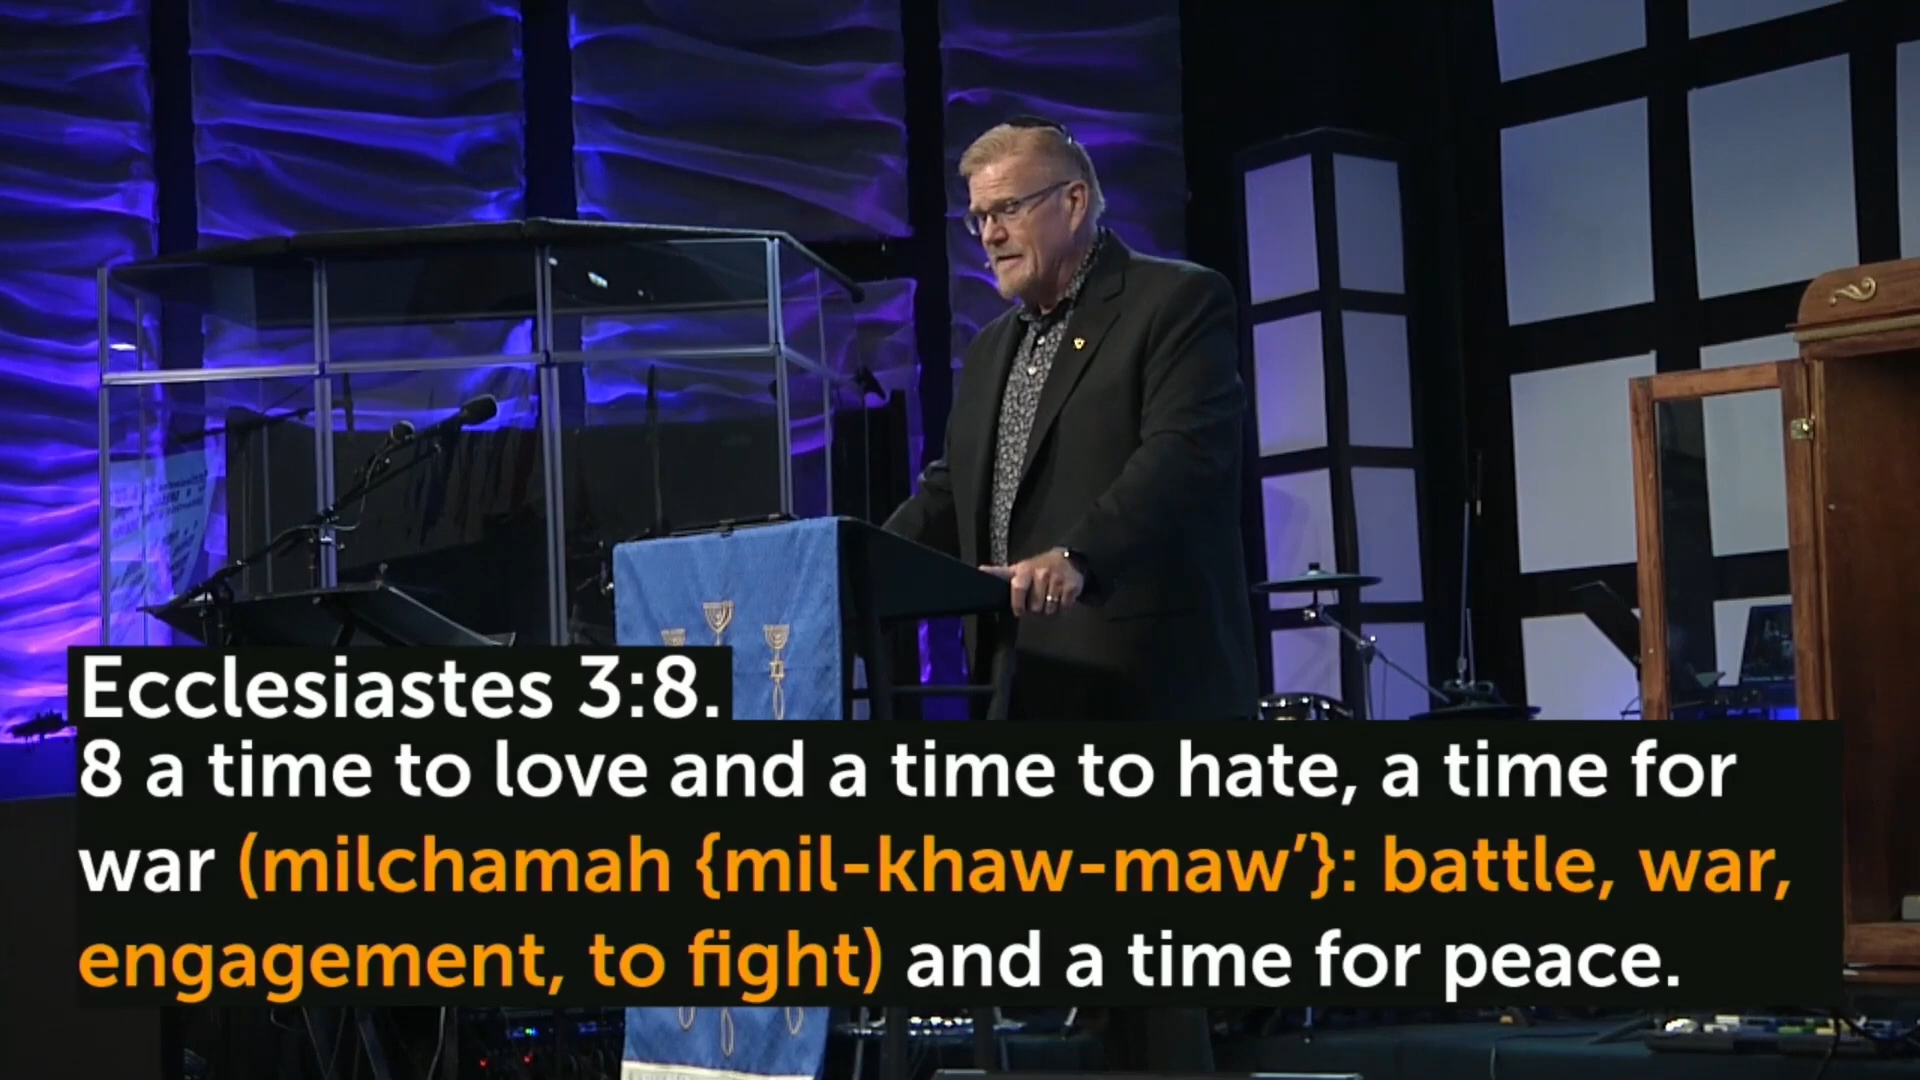 Ecclesiastes 3:8.
8 a time to love and a time to hate, a time for
war (milchamah {mil-khaw-maw’}: battle, war,
engagement, to fight) and a time for peace.